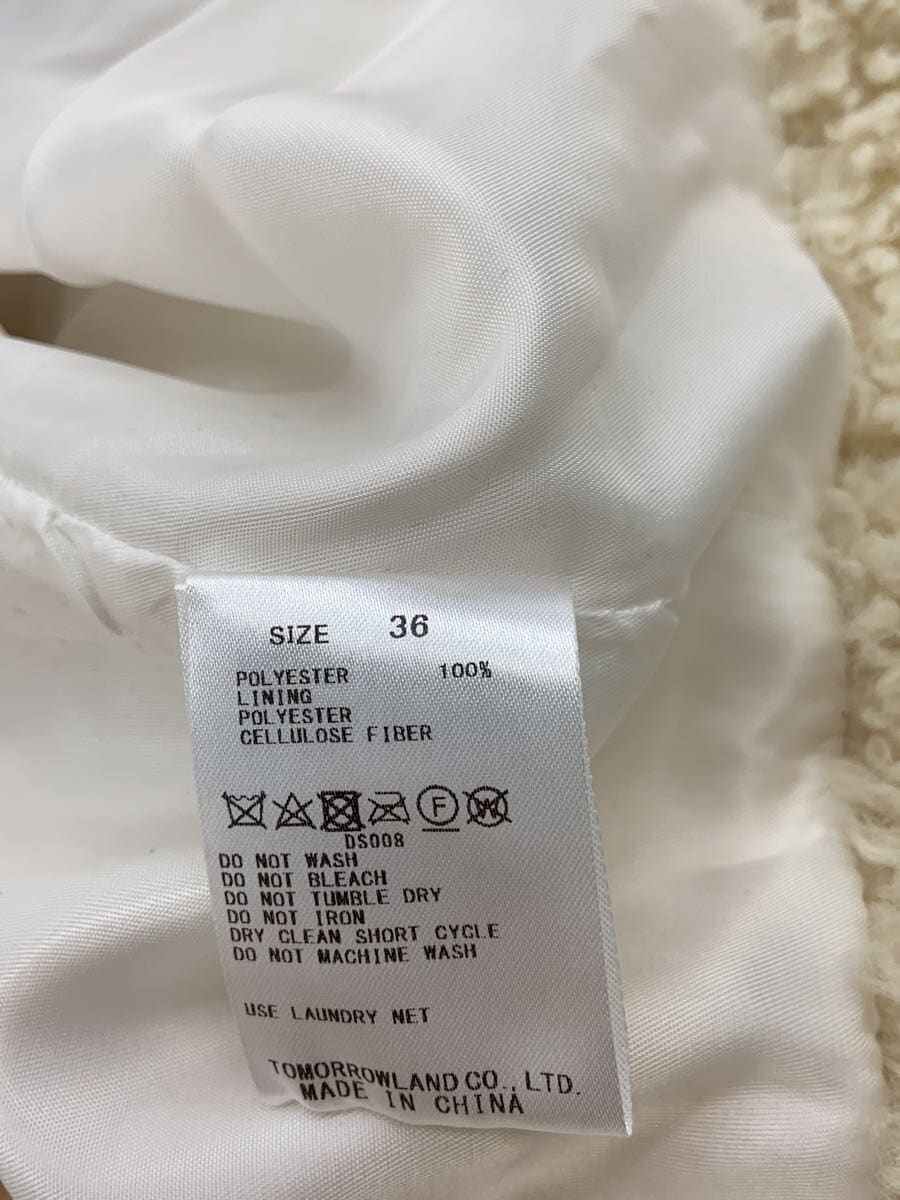 SIZE 36
POLYESTER 100%
LINING
POLYESTER
CELLULOSE FIBER
F W
DS008
DO NOT WASH
DO NOT BLEACH
DO NOT TUMBLE DRY
DO NOT IRON
DRY CLEAN SHORT CYCLE
DO NOT MACHINE WASH
USE LAUNDRY NET
TOMORROWLAND CO., LTD.
MADE IN CHINA